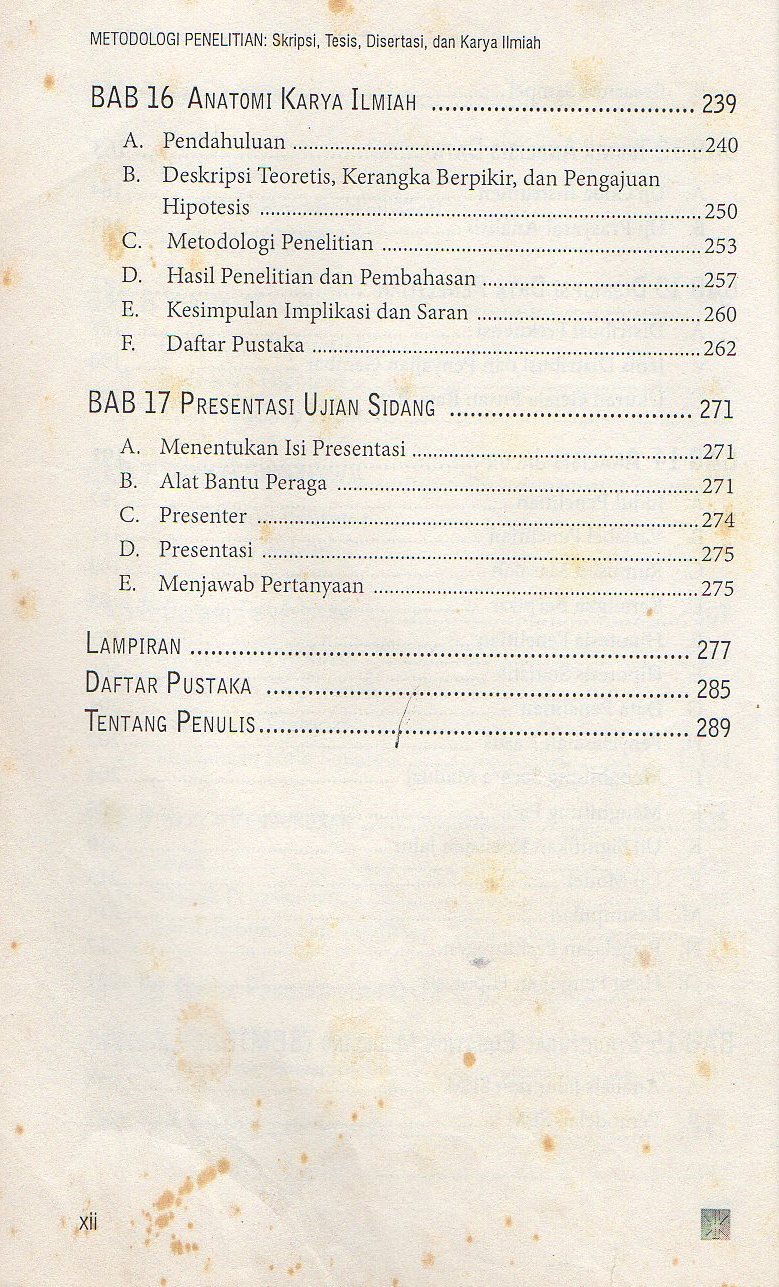 METODOLOGI PENELITIAN: Skripsi, Tesis, Disertasi, dan Karya Ilmiah
BAB 16 ANATOMI KARYA ILMIAH ...................................... 239
A. Pendahuluan .............................................................................. 240
B. Deskripsi Teoretis, Kerangka Berpikir, dan Pengajuan
Hipotesis .................................................................................... 250
C. Metodologi Penelitian ............................................................. 253
D. Hasil Penelitian dan Pembahasan .......................................... 257
E. Kesimpulan Implikasi dan Saran ........................................... 260
F. Daftar Pustaka .......................................................................... 262
BAB 17 PRESENTASI UJIAN SIDANG ................................... 271
A. Menentukan Isi Presentasi ....................................................... 271
B. Alat Bantu Peraga ..................................................................... 271
C. Presenter .................................................................................... 274
D. Presentasi ................................................................................... 275
E. Menjawab Pertanyaan .............................................................. 275
LAMPIRAN ........................................................................ 277
DAFTAR PUSTAKA ............................................................. 285
TENTANG PENULIS.............................................................. 289
xii